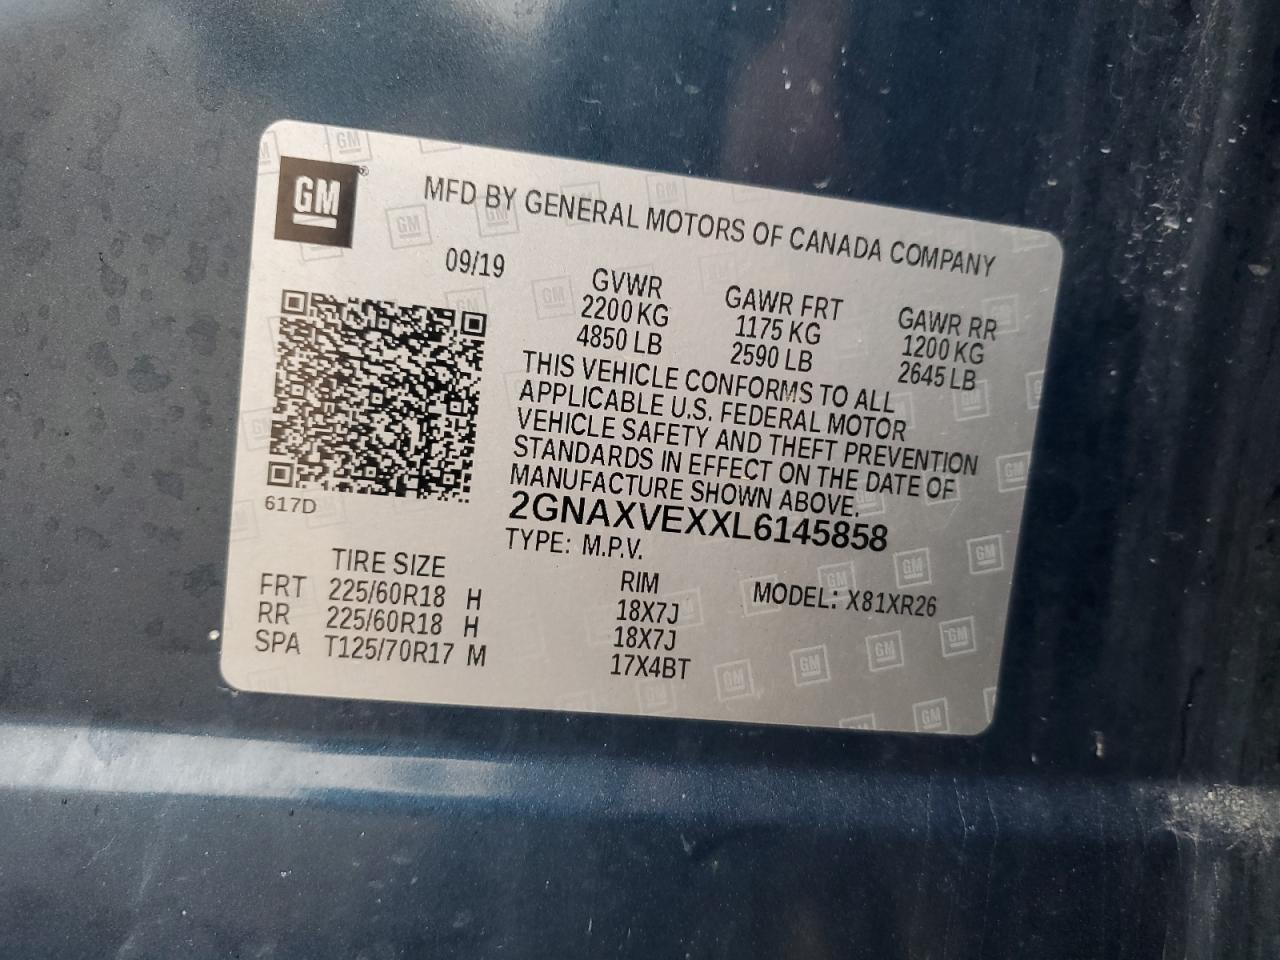 GM
MFD BY GENERAL MOTORS OF CANADA COMPANY
09/19
GVWR GAWR FRT GAWR RR
2200 KG 1175 KG 1200 KG
4850 LB 2590 LB 2645 LB
THIS VEHICLE CONFORMS TO ALL
APPLICABLE U.S. FEDERAL MOTOR
VEHICLE SAFETY AND THEFT PREVENTION
STANDARDS IN EFFECT ON THE DATE OF
MANUFACTURE SHOWN ABOVE.
617D
2GNAXVEXXL6145858
TYPE: M.P.V.
MODEL: X81XR26
TIRE SIZE RIM
FRT 225/60R18 H 18X7J
RR 225/60R18 H 18X7J
SPA T125/70R17 M 17X4BT